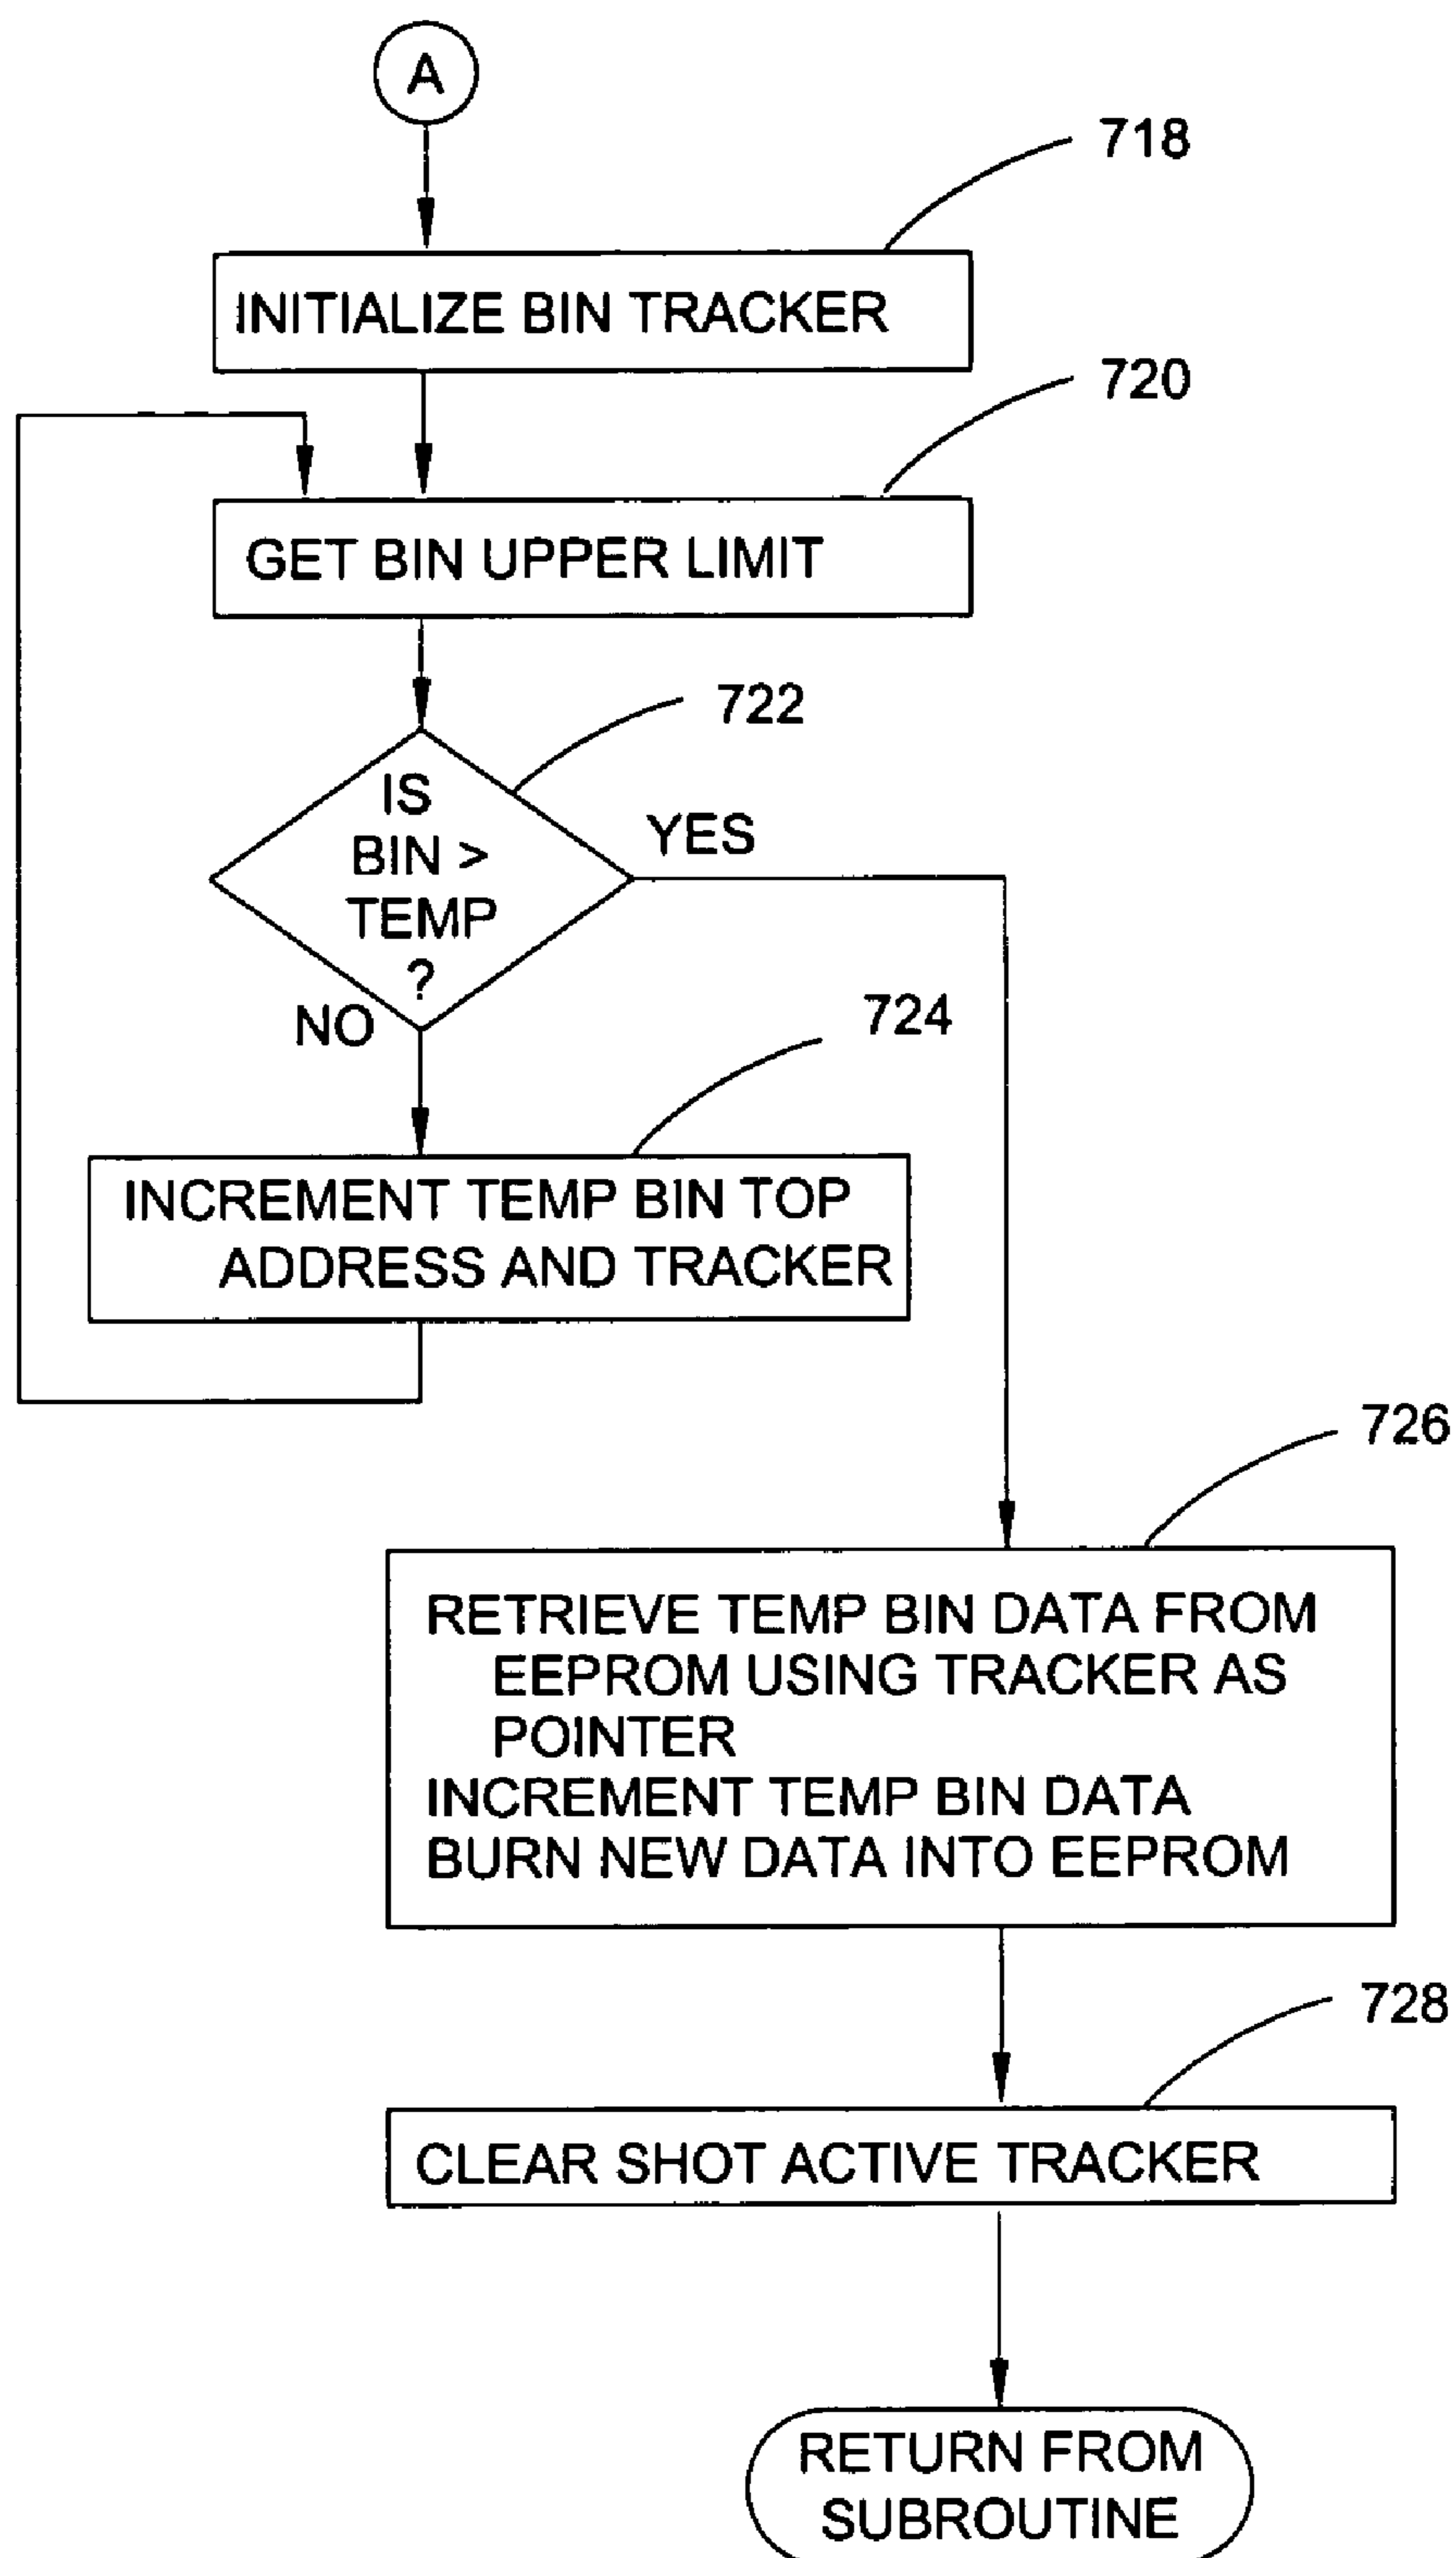 A
718
INITIALIZE BIN TRACKER
720
GET BIN UPPER LIMIT
722
IS
BIN >
TEMP
?
YES
NO
724
INCREMENT TEMP BIN TOP
ADDRESS AND TRACKER
726
RETRIEVE TEMP BIN DATA FROM
EEPROM USING TRACKER AS
POINTER
INCREMENT TEMP BIN DATA
BURN NEW DATA INTO EEPROM
728
CLEAR SHOT ACTIVE TRACKER
RETURN FROM
SUBROUTINE